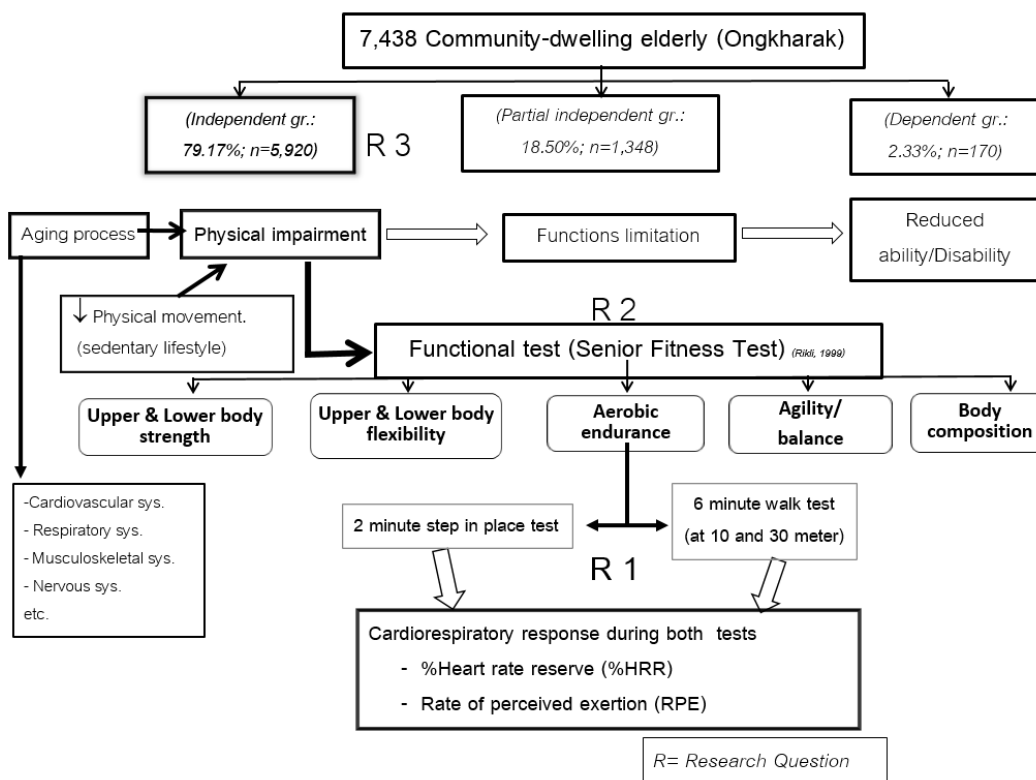 7,438 Community-dwelling elderly (Ongkharak)
(Independent gr.:
79.17%; n=5,920)
R 3
(Partial independent gr.:
18.50%; n=1,348)
(Dependent gr.:
2.33%; n=170)
Aging process
Physical impairment
Functions limitation
Reduced
ability/Disability
↓ Physical movement.
(sedentary lifestyle)
R 2
Functional test (Senior Fitness Test) (Rikli, 1999)
Upper & Lower body
strength
Upper & Lower body
flexibility
Aerobic
endurance
Agility/
balance
Body
composition
-Cardiovascular sys.
- Respiratory sys.
- Musculoskeletal sys.
- Nervous sys.
etc.
2 minute step in place test
6 minute walk test
(at 10 and 30 meter)
R 1
Cardiorespiratory response during both tests
- %Heart rate reserve (%HRR)
- Rate of perceived exertion (RPE)
R= Research Question